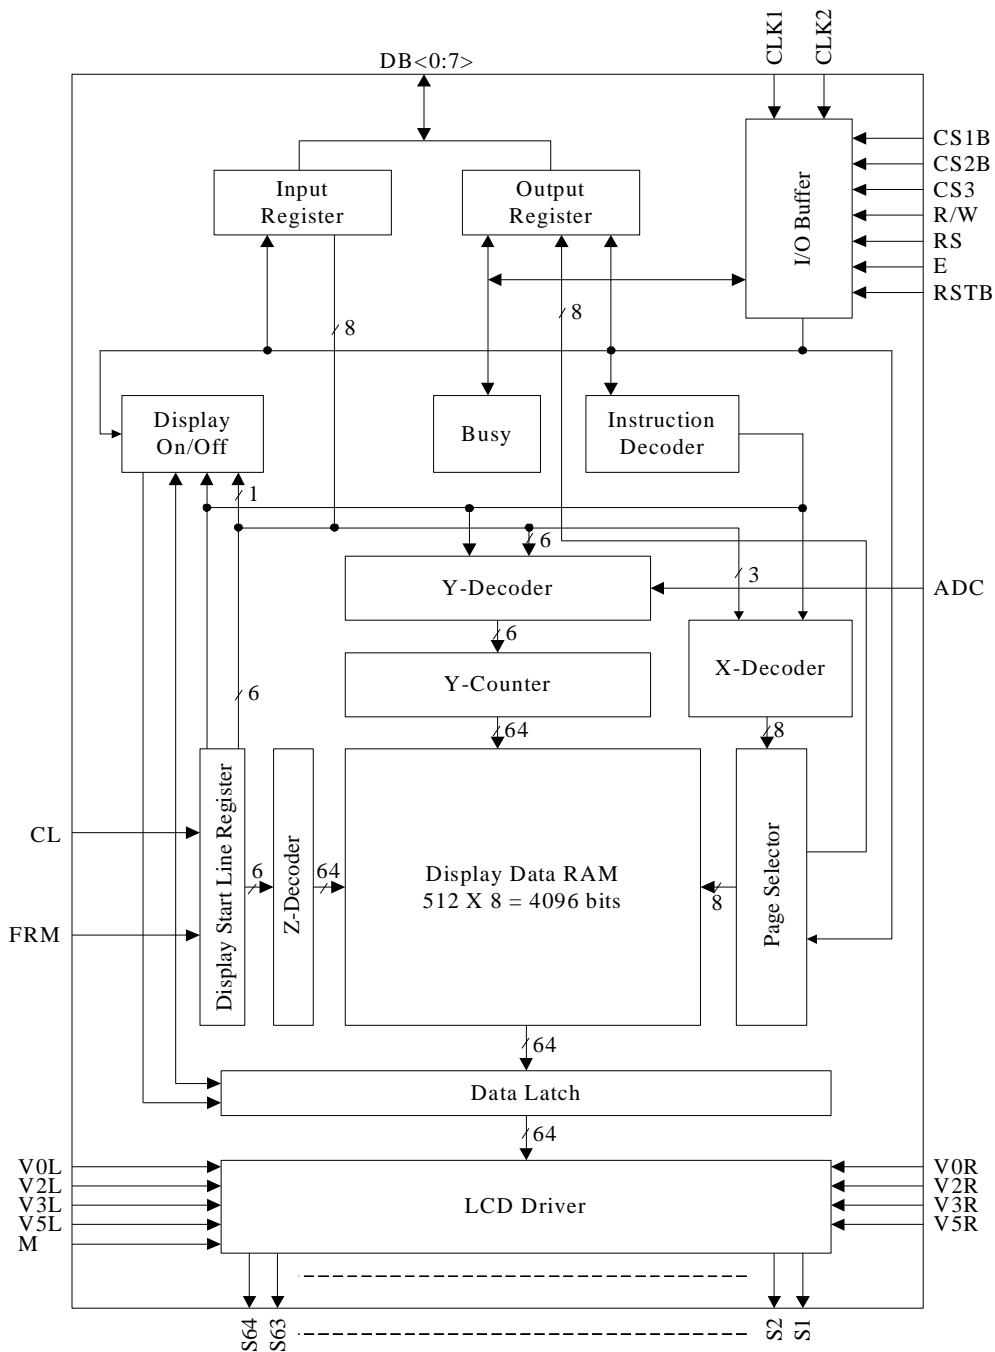 CLK1
CLK2
DB<0:7>
CS1B
CS2B
CS3
R/W
RS
E
RSTB
I/O Buffer
Input
Register
Output
Register
8
8
Display
On/Off
Busy
Instruction
Decoder
1
6
3
Y-Decoder
ADC
6
X-Decoder
Y-Counter
6
64
8
CL
FRM
Display Start Line Register
6
Z-Decoder
64
Display Data RAM
512 X 8 = 4096 bits
8
Page Selector
64
Data Latch
64
V0L
V2L
V3L
V5L
M
LCD Driver
V0R
V2R
V3R
V5R
S64
S63
S2
S1